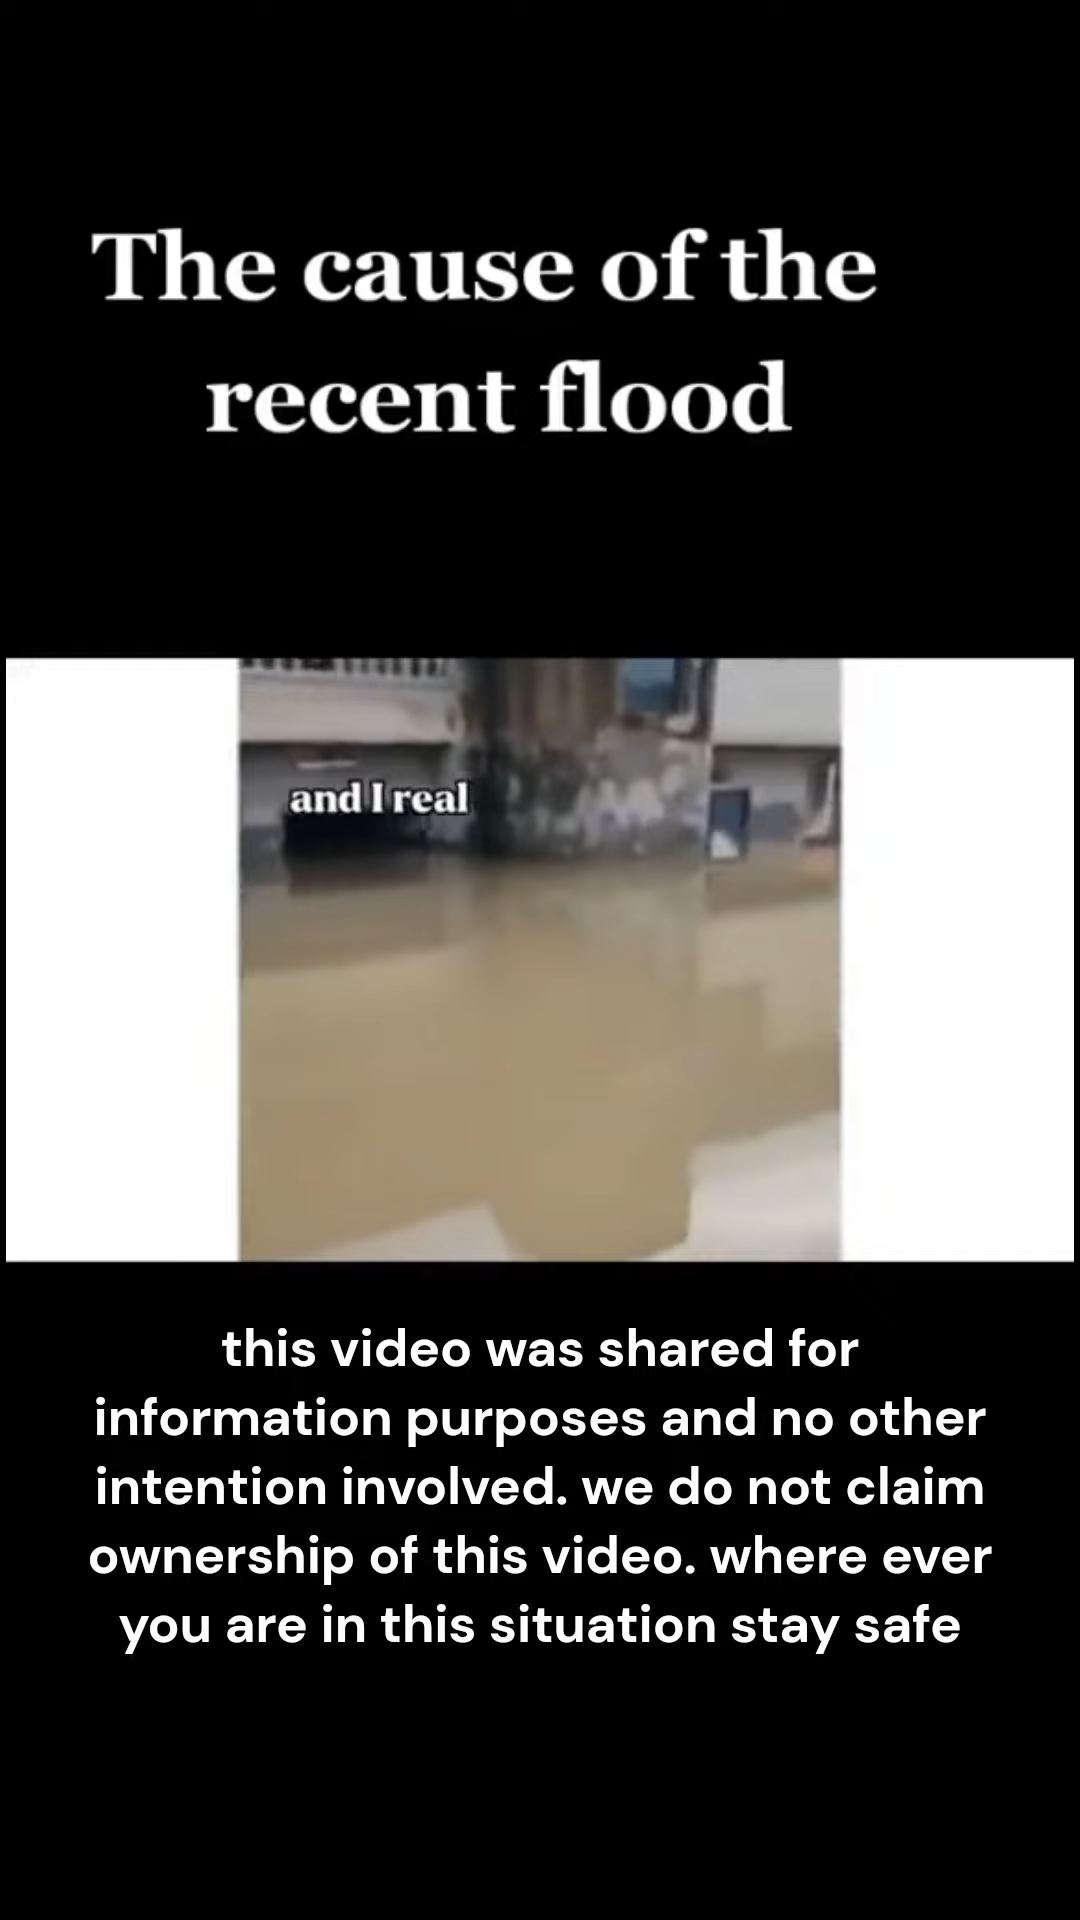 The cause of the
recent flood
and I real
this video was shared for
information purposes and no other
intention involved. we do not claim
ownership of this video. where ever
you are in this situation stay safe